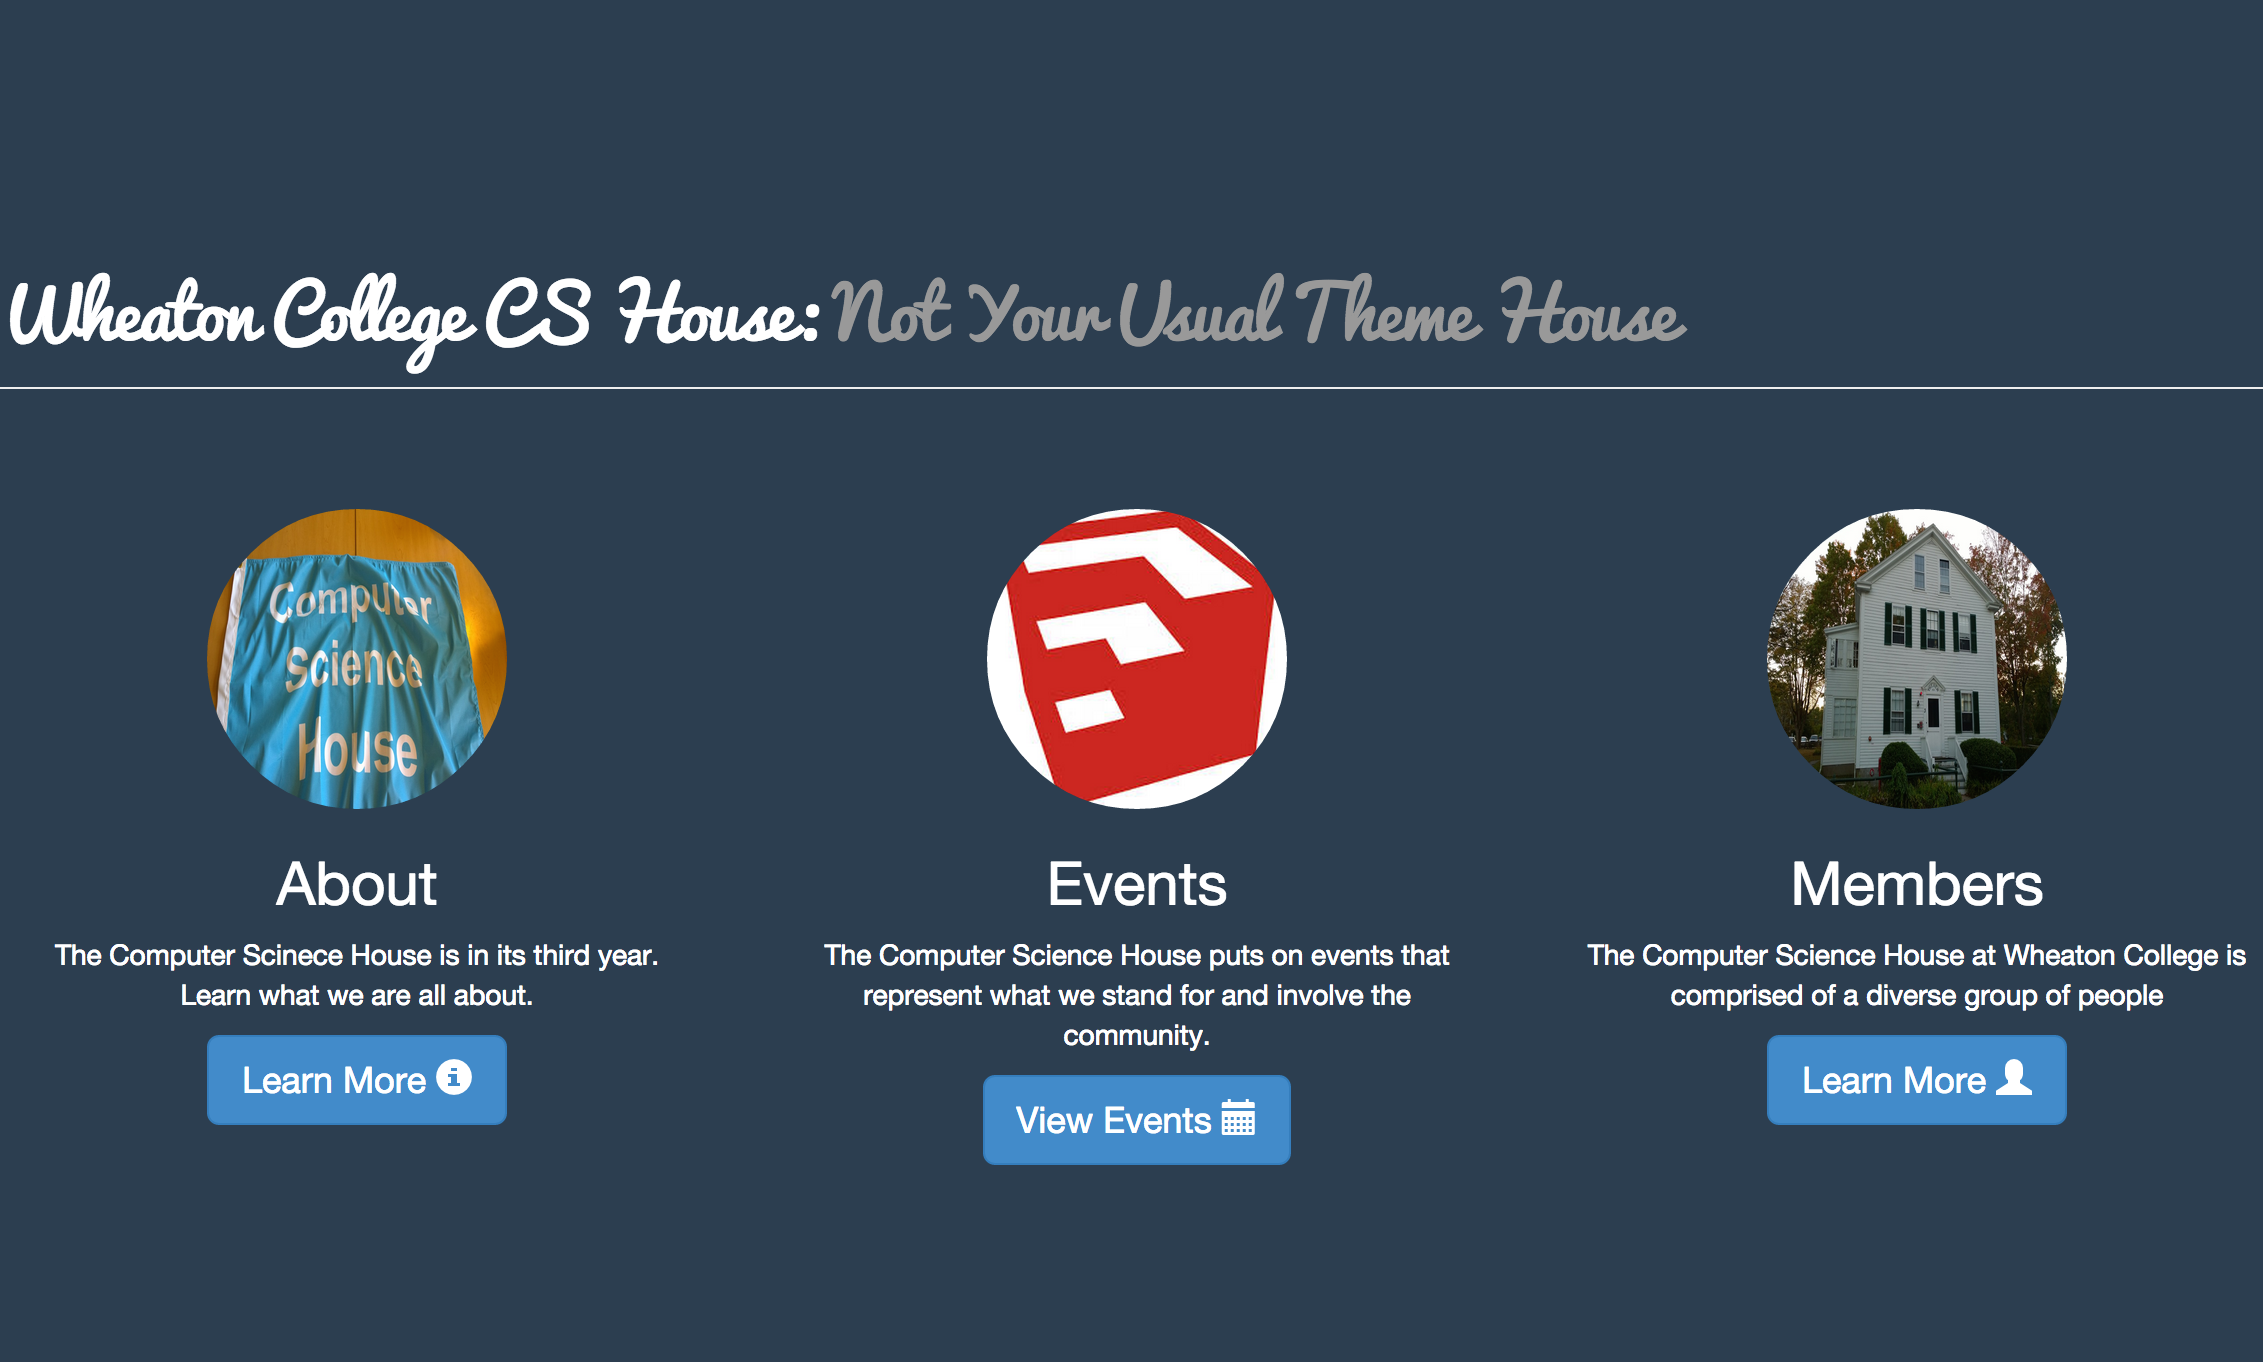 Wheaton College CS House: Not Your Usual Theme House
Computer
Science
House
About
The Computer Scinece House is in its third year.
Learn what we are all about.
Learn More
Events
The Computer Science House puts on events that
represent what we stand for and involve the
community.
View Events
Members
The Computer Science House at Wheaton College is
comprised of a diverse group of people
Learn More